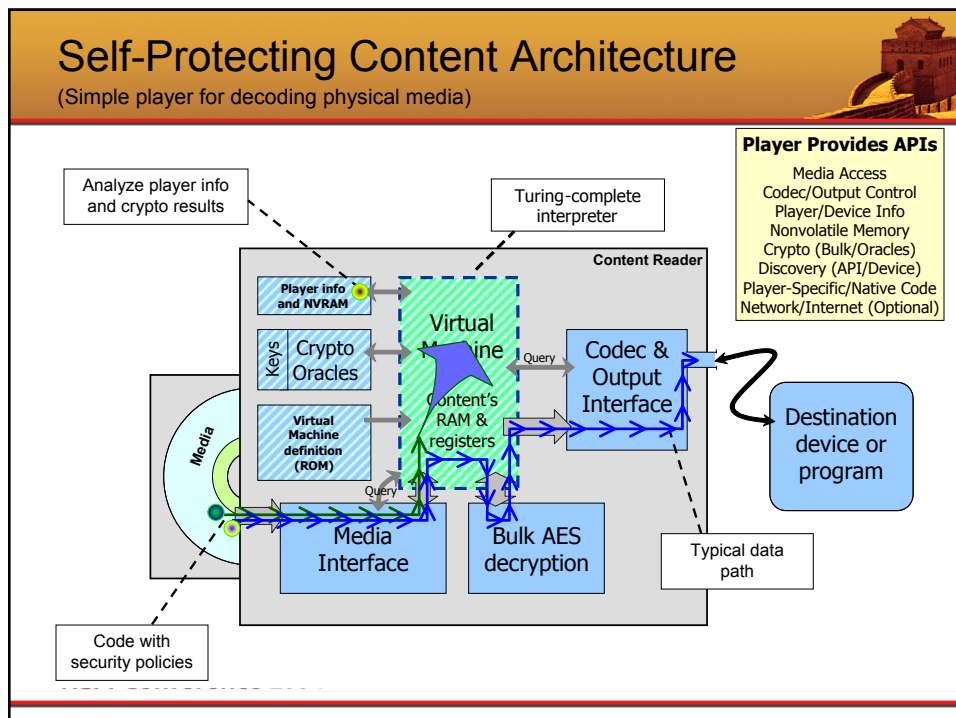 Self-Protecting Content Architecture
(Simple player for decoding physical media)
Player Provides APIs
Media Access
Codec/Output Control
Player/Device Info
Nonvolatile Memory
Crypto (Bulk/Oracles)
Discovery (API/Device)
Player-Specific/Native Code
Network/Internet (Optional)
Analyze player info
and crypto results
Turing-complete
interpreter
Content Reader
Player info
and NVRAM
Keys
Crypto
Oracles
Virtual
Machine
definition
(ROM)
Virtual
Machine
Content's
RAM &
registers
Query
Codec &
Output
Interface
Destination
device or
program
Media
Query
Media
Interface
Bulk AES
decryption
Typical data
path
Code with
security policies